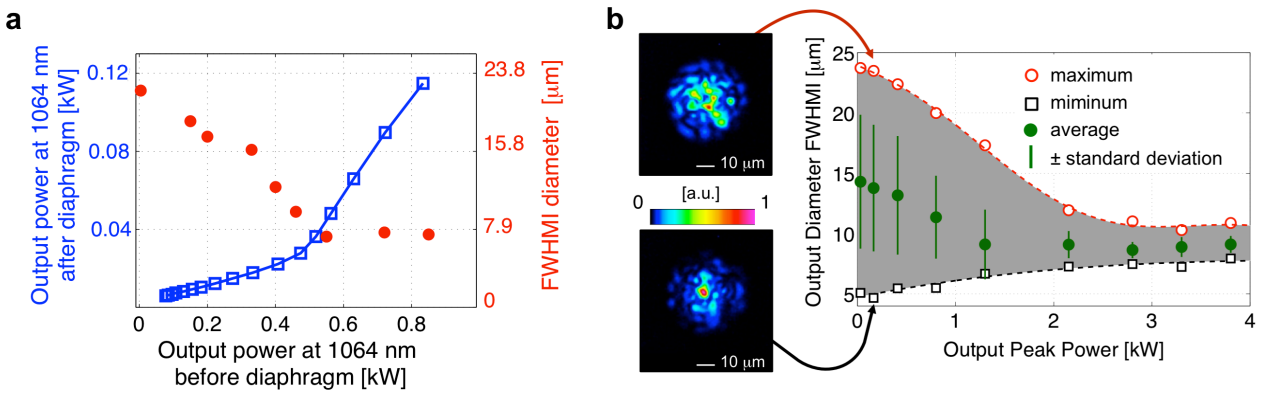 a
Output power at 1064 nm
after diaphragm [kW]
0.12
0.08
0.04
23.8
15.8
7.9
0
FWHMI diameter [μm]
0
0.2
0.4
0.6
0.8
Output power at 1064 nm
before diaphragm [kW]
b
10 μm
[a.u.]
0
1
10 μm
Output Diameter FWHMI [μm]
25
20
15
10
5
maximum
miminum
average
± standard deviation
0
1
2
3
4
Output Peak Power [kW]